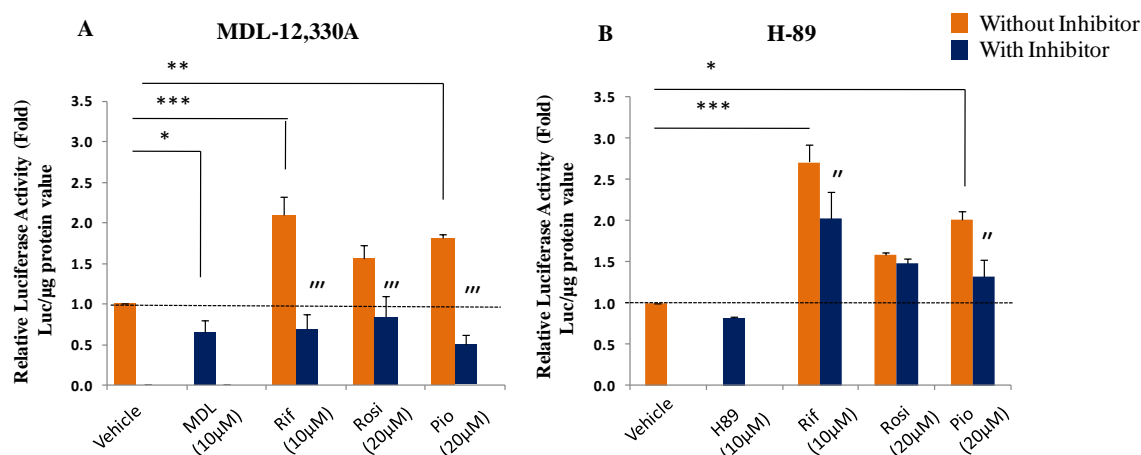 A
MDL-12,330A
Relative Luciferase Activity (Fold)
Luc/µg protein value
3.5
3.0
2.5
2.0
1.5
1.0
0.5
0.0
**
***
*
′′′
′′′
′′′
Vehicle
MDL
(10µM)
Rif
(10µM)
Rosi
(20µM)
Pio
(20µM)
B
H-89
Without Inhibitor
With Inhibitor
Relative Luciferase Activity (Fold)
Luc/µg protein value
3.5
3.0
2.5
2.0
1.5
1.0
0.5
0.0
*
***
′′
′′
Vehicle
H89
(10µM)
Rif
(10µM)
Rosi
(20µM)
Pio
(20µM)